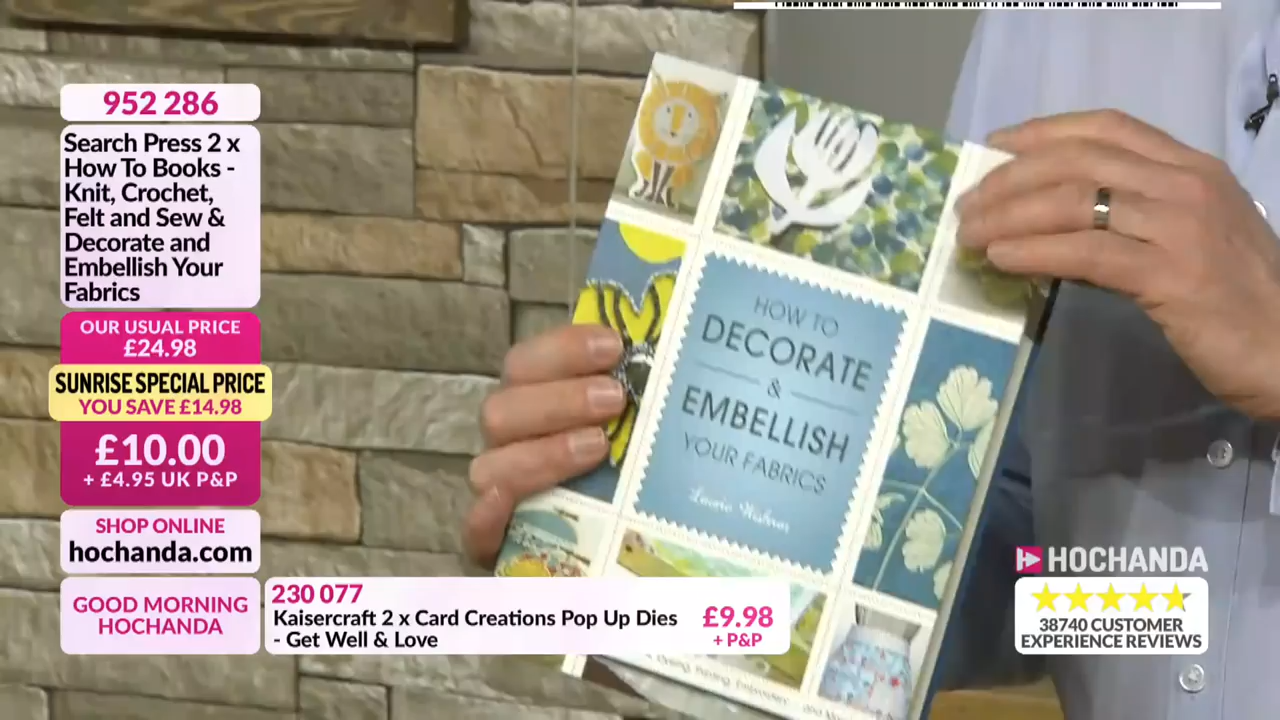 952 286
Search Press 2 x
How To Books -
Knit, Crochet,
Felt and Sew &
Decorate and
Embellish Your
Fabrics
OUR USUAL PRICE
£24.98
SUNRISE SPECIAL PRICE
YOU SAVE £14.98
£10.00
+ £4.95 UK P&P
SHOP ONLINE
hochanda.com
GOOD MORNING
HOCHANDA
230 077
Kaisercraft 2 x Card Creations Pop Up Dies
- Get Well & Love
£9.98
+ P&P
HOW TO
DECORATE
&
EMBELLISH
YOUR FABRICS
HOCHANDA
38740 CUSTOMER
EXPERIENCE REVIEWS